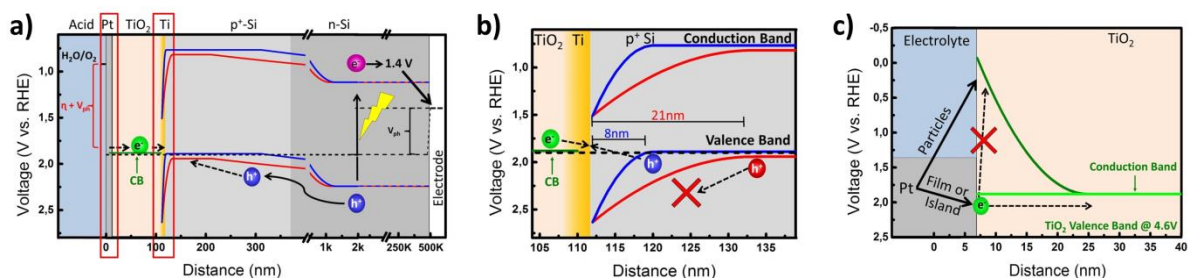 a)
Acid Pt TiO₂ Ti p⁺-Si n-Si
H₂O/O₂
1,0
1,5
2,0
2,5
Voltage (V vs. RHE)
η + Vₚₕ
e⁻
CB
h⁺
h⁺
e⁻ 1.4 V
Vₚₕ
Electrode
0 100 200 300 1k 2k 250K 500K
Distance (nm)
b)
TiO₂ Ti p⁺ Si Conduction Band
1,0
1,5
2,0
2,5
Voltage (V vs. RHE)
21nm
8nm
Valence Band
e⁻
CB
h⁺
h⁺
105 110 115 120 125 130 135
Distance (nm)
c)
Electrolyte TiO₂
-0,5
0,0
0,5
1,0
1,5
2,0
2,5
Voltage (V vs. RHE)
Particles
Pt
Film or
Island
e⁻
Conduction Band
TiO₂ Valence Band @ 4.6V
0 10 20 30 40
Distance (nm)